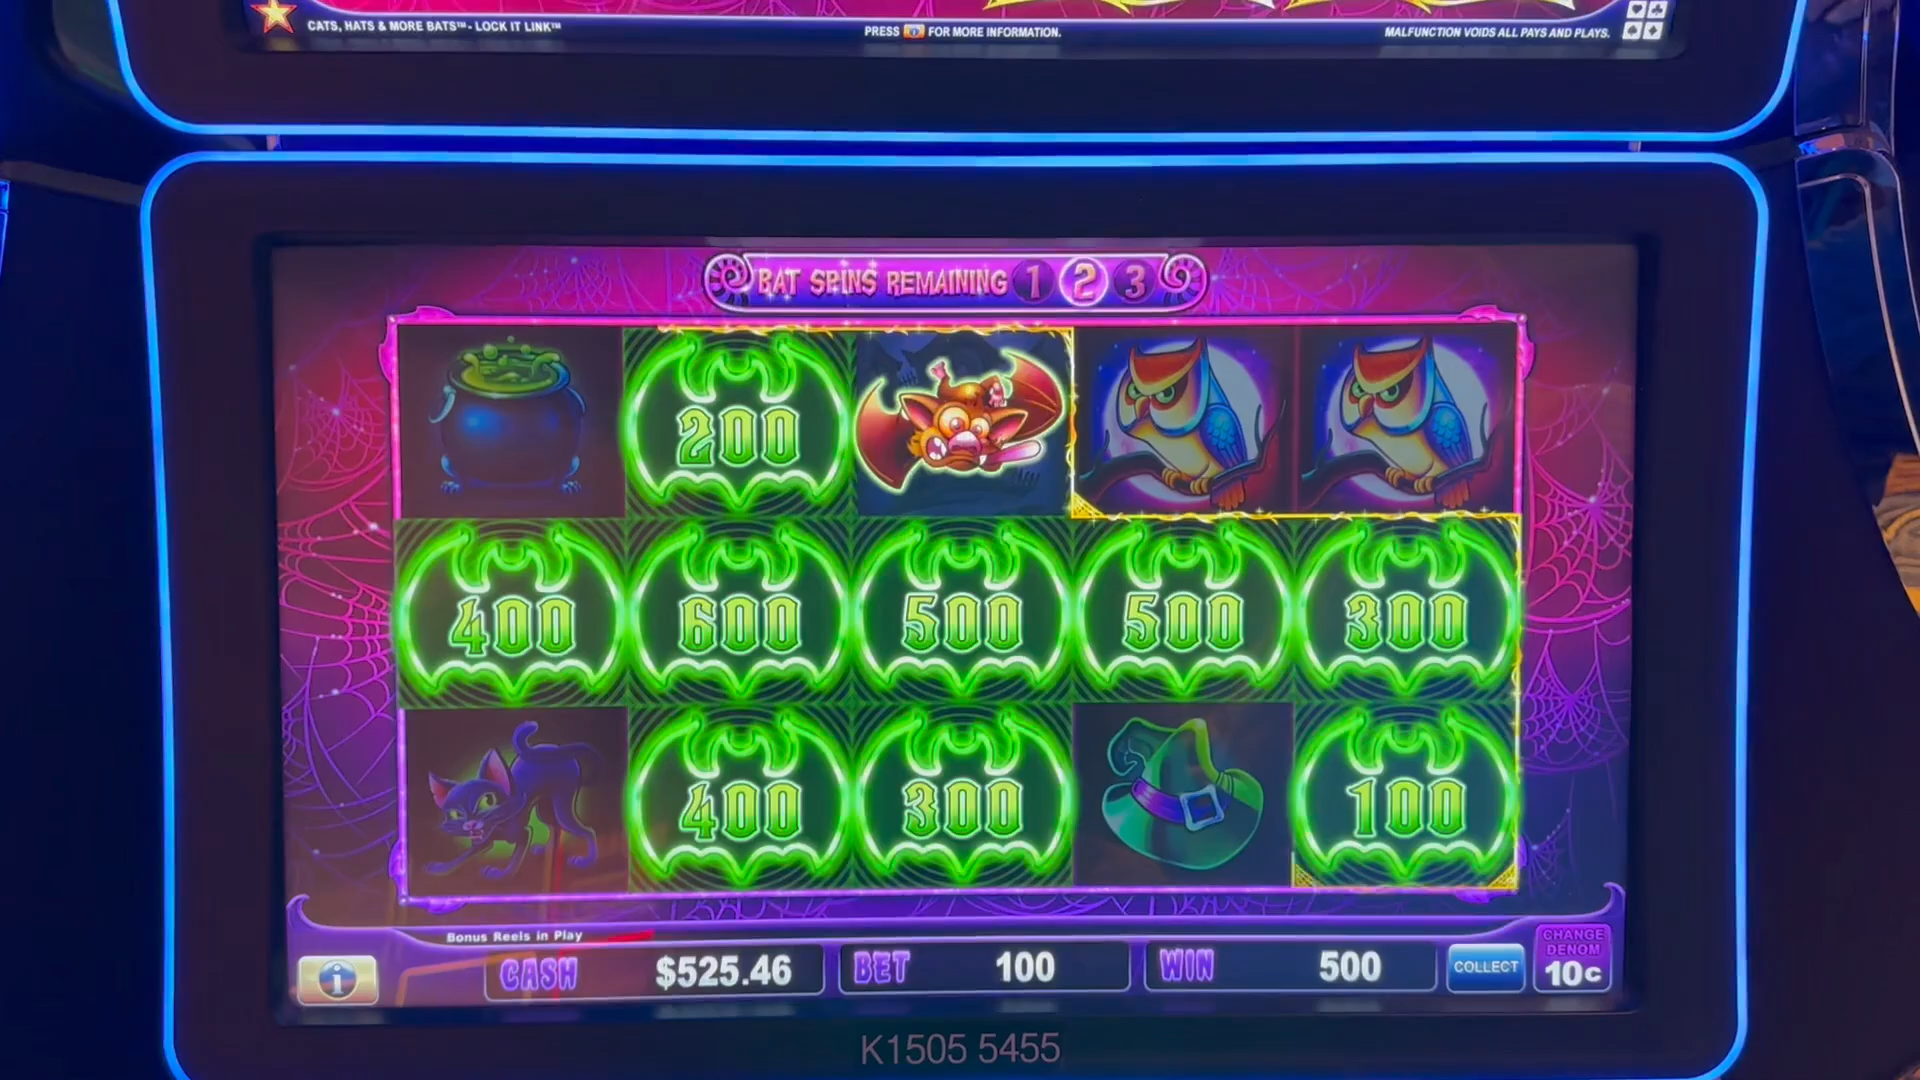 CATS, HATS & MORE BATS™ - LOCK IT LINK™
PRESS i FOR MORE INFORMATION.
MALFUNCTION VOIDS ALL PAYS AND PLAYS.
BAT SPINS REMAINING 1 2 3
200
400 600 500 500 300
400 300 100
Bonus Reels in Play
i
CASH $525.46
BET 100
WIN 500
COLLECT
CHANGE
DENOM
10¢
K1505 5455